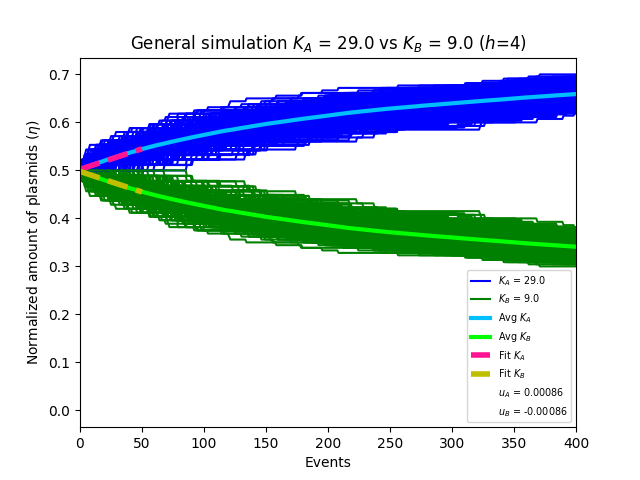 General simulation K_A = 29.0 vs K_B = 9.0 (h=4)
Normalized amount of plasmids (η)
0.7
0.6
0.5
0.4
0.3
0.2
0.1
0.0
K_A = 29.0
K_B = 9.0
Avg K_A
Avg K_B
Fit K_A
Fit K_B
u_A = 0.00086
u_B = -0.00086
0 50 100 150 200 250 300 350 400
Events